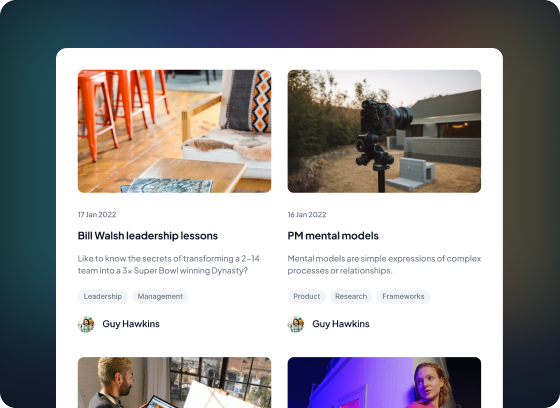 17 Jan 2022
Bill Walsh leadership lessons
Like to know the secrets of transforming a 2–14
team into a 3x Super Bowl winning Dynasty?
Leadership
Management
Guy Hawkins
16 Jan 2022
PM mental models
Mental models are simple expressions of complex
processes or relationships.
Product
Research
Frameworks
Guy Hawkins